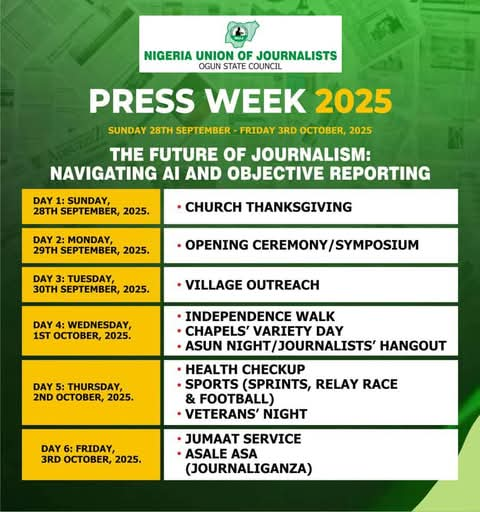 NIGERIA UNION OF JOURNALISTS
OGUN STATE COUNCIL
PRESS WEEK 2025
SUNDAY 28TH SEPTEMBER - FRIDAY 3RD OCTOBER, 2025
THE FUTURE OF JOURNALISM:
NAVIGATING AI AND OBJECTIVE REPORTING
DAY 1: SUNDAY,
28TH SEPTEMBER, 2025.
• CHURCH THANKSGIVING
DAY 2: MONDAY,
29TH SEPTEMBER, 2025.
• OPENING CEREMONY/SYMPOSIUM
DAY 3: TUESDAY,
30TH SEPTEMBER, 2025.
• VILLAGE OUTREACH
DAY 4: WEDNESDAY,
1ST OCTOBER, 2025.
• INDEPENDENCE WALK
• CHAPELS' VARIETY DAY
• ASUN NIGHT/JOURNALISTS' HANGOUT
DAY 5: THURSDAY,
2ND OCTOBER, 2025.
• HEALTH CHECKUP
• SPORTS (SPRINTS, RELAY RACE
& FOOTBALL)
• VETERANS' NIGHT
DAY 6: FRIDAY,
3RD OCTOBER, 2025.
• JUMAAT SERVICE
• ASALE ASA
(JOURNALIGANZA)